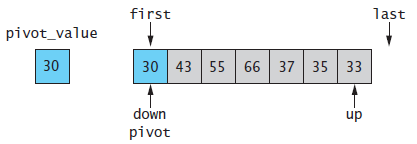 first last
pivot_value
30 30 43 55 66 37 35 33
down up
pivot